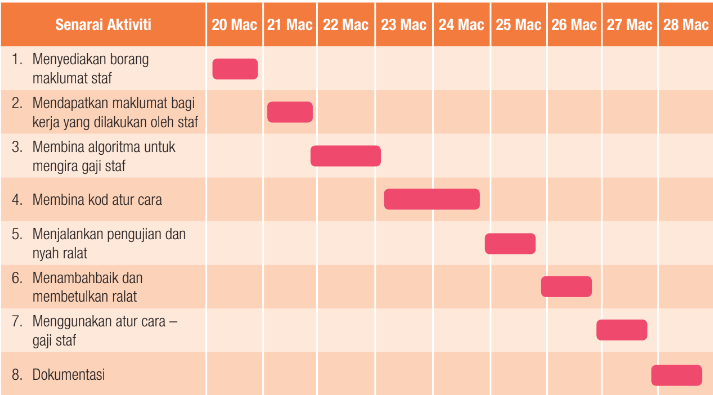 Senarai Aktiviti 20 Mac 21 Mac 22 Mac 23 Mac 24 Mac 25 Mac 26 Mac 27 Mac 28 Mac
1. Menyediakan borang
maklumat staf
2. Mendapatkan maklumat bagi
kerja yang dilakukan oleh staf
3. Membina algoritma untuk
mengira gaji staf
4. Membina kod atur cara
5. Menjalankan pengujian dan
nyah ralat
6. Menambahbaik dan
membetulkan ralat
7. Menggunakan atur cara –
gaji staf
8. Dokumentasi